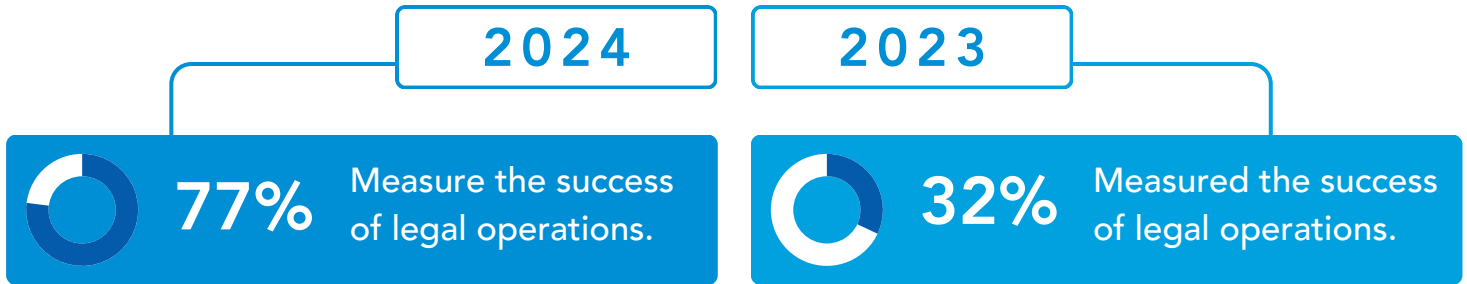 2024
77%
Measure the success
of legal operations.
2023
32%
Measured the success
of legal operations.